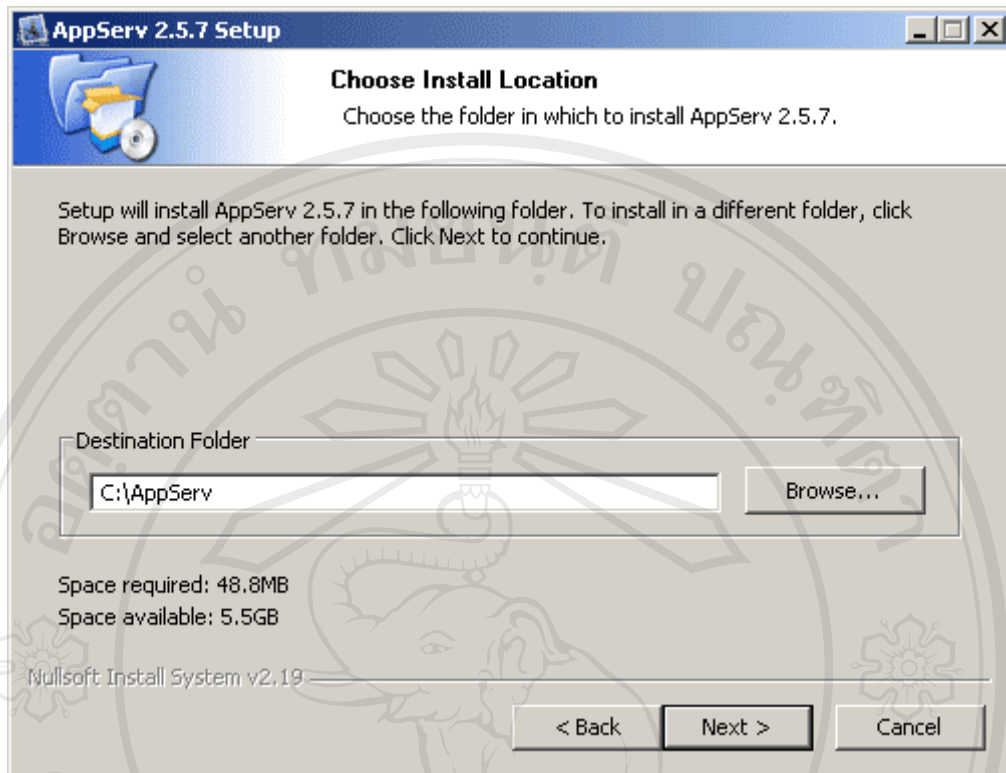 AppServ 2.5.7 Setup
Choose Install Location
Choose the folder in which to install AppServ 2.5.7.
Setup will install AppServ 2.5.7 in the following folder. To install in a different folder, click
Browse and select another folder. Click Next to continue.
Destination Folder
C:\AppServ
Browse...
Space required: 48.8MB
Space available: 5.5GB
Nullsoft Install System v2.19
< Back
Next >
Cancel